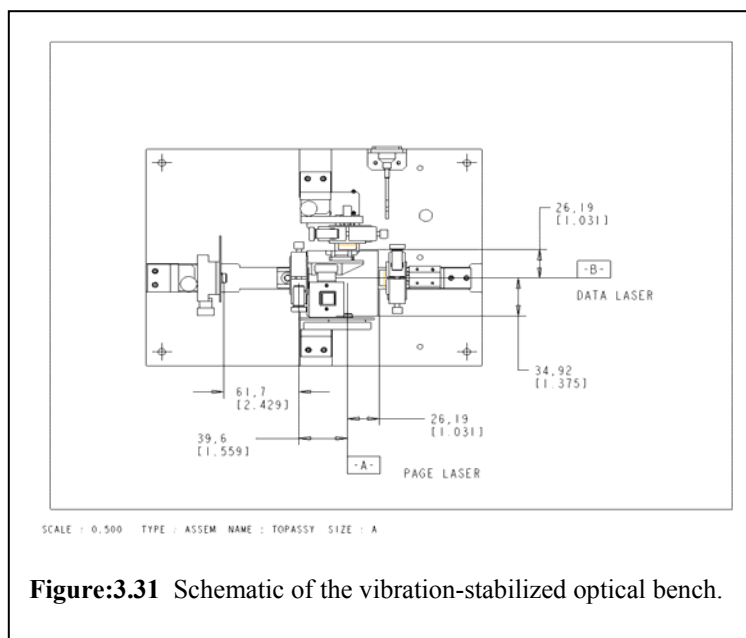 26,19
[1.031]
-B-
DATA LASER
34,92
[1.375]
61,7
[2.429]
26,19
[1.031]
39,6
[1.559]
-A-
PAGE LASER
SCALE : 0.500 TYPE : ASSEM NAME : TOPASSY SIZE : A
Figure:3.31 Schematic of the vibration-stabilized optical bench.